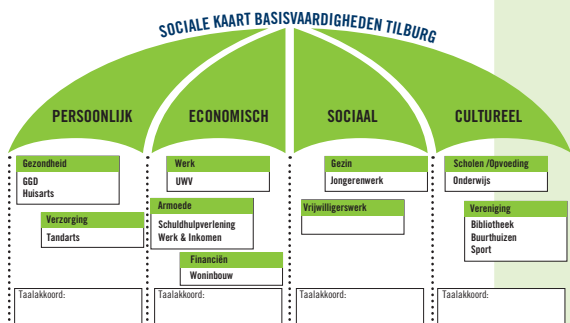 SOCIALE KAART BASISVAARDIGHEDEN TILBURG
PERSOONLIJK
ECONOMISCH
SOCIAAL
CULTUREEL
Gezondheid
GGD
Huisarts
Verzorging
Tandarts
Werk
UWV
Armoede
Schuldhulpverlening
Werk & Inkomen
Financiën
Woninbouw
Gezin
Jongerenwerk
Vrijwilligerswerk
Scholen /Opvoeding
Onderwijs
Vereniging
Bibliotheek
Buurthuizen
Sport
Taalakkoord:
Taalakkoord:
Taalakkoord:
Taalakkoord: